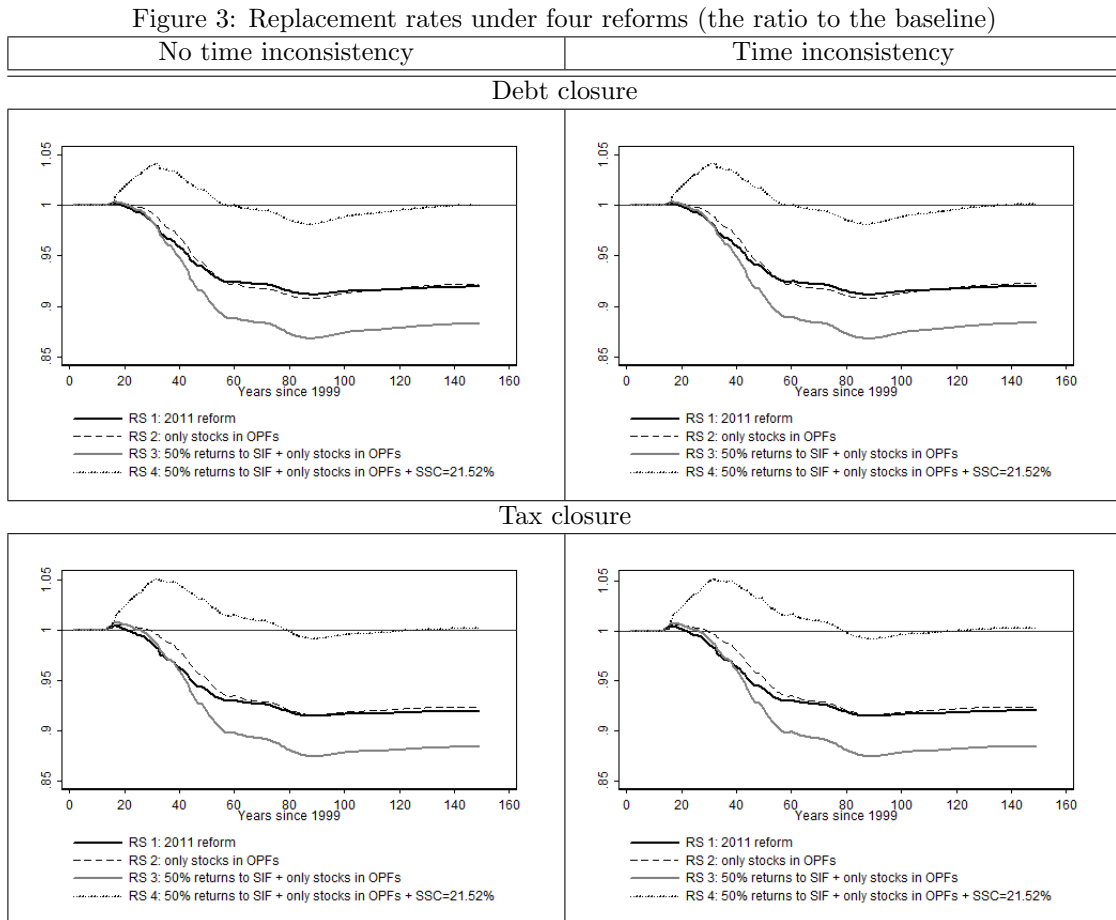 Figure 3: Replacement rates under four reforms (the ratio to the baseline)
No time inconsistency
Time inconsistency
Debt closure
1.05
1
.95
.9
.85
0 20 40 60 80 100 120 140 160
Years since 1999
RS 1: 2011 reform
RS 2: only stocks in OPFs
RS 3: 50% returns to SIF + only stocks in OPFs
RS 4: 50% returns to SIF + only stocks in OPFs + SSC=21.52%
1.05
1
.95
.9
.85
0 20 40 60 80 100 120 140 160
Years since 1999
RS 1: 2011 reform
RS 2: only stocks in OPFs
RS 3: 50% returns to SIF + only stocks in OPFs
RS 4: 50% returns to SIF + only stocks in OPFs + SSC=21.52%
Tax closure
1.05
1
.95
.9
.85
0 20 40 60 80 100 120 140 160
Years since 1999
RS 1: 2011 reform
RS 2: only stocks in OPFs
RS 3: 50% returns to SIF + only stocks in OPFs
RS 4: 50% returns to SIF + only stocks in OPFs + SSC=21.52%
1.05
1
.95
.9
.85
0 20 40 60 80 100 120 140 160
Years since 1999
RS 1: 2011 reform
RS 2: only stocks in OPFs
RS 3: 50% returns to SIF + only stocks in OPFs
RS 4: 50% returns to SIF + only stocks in OPFs + SSC=21.52%